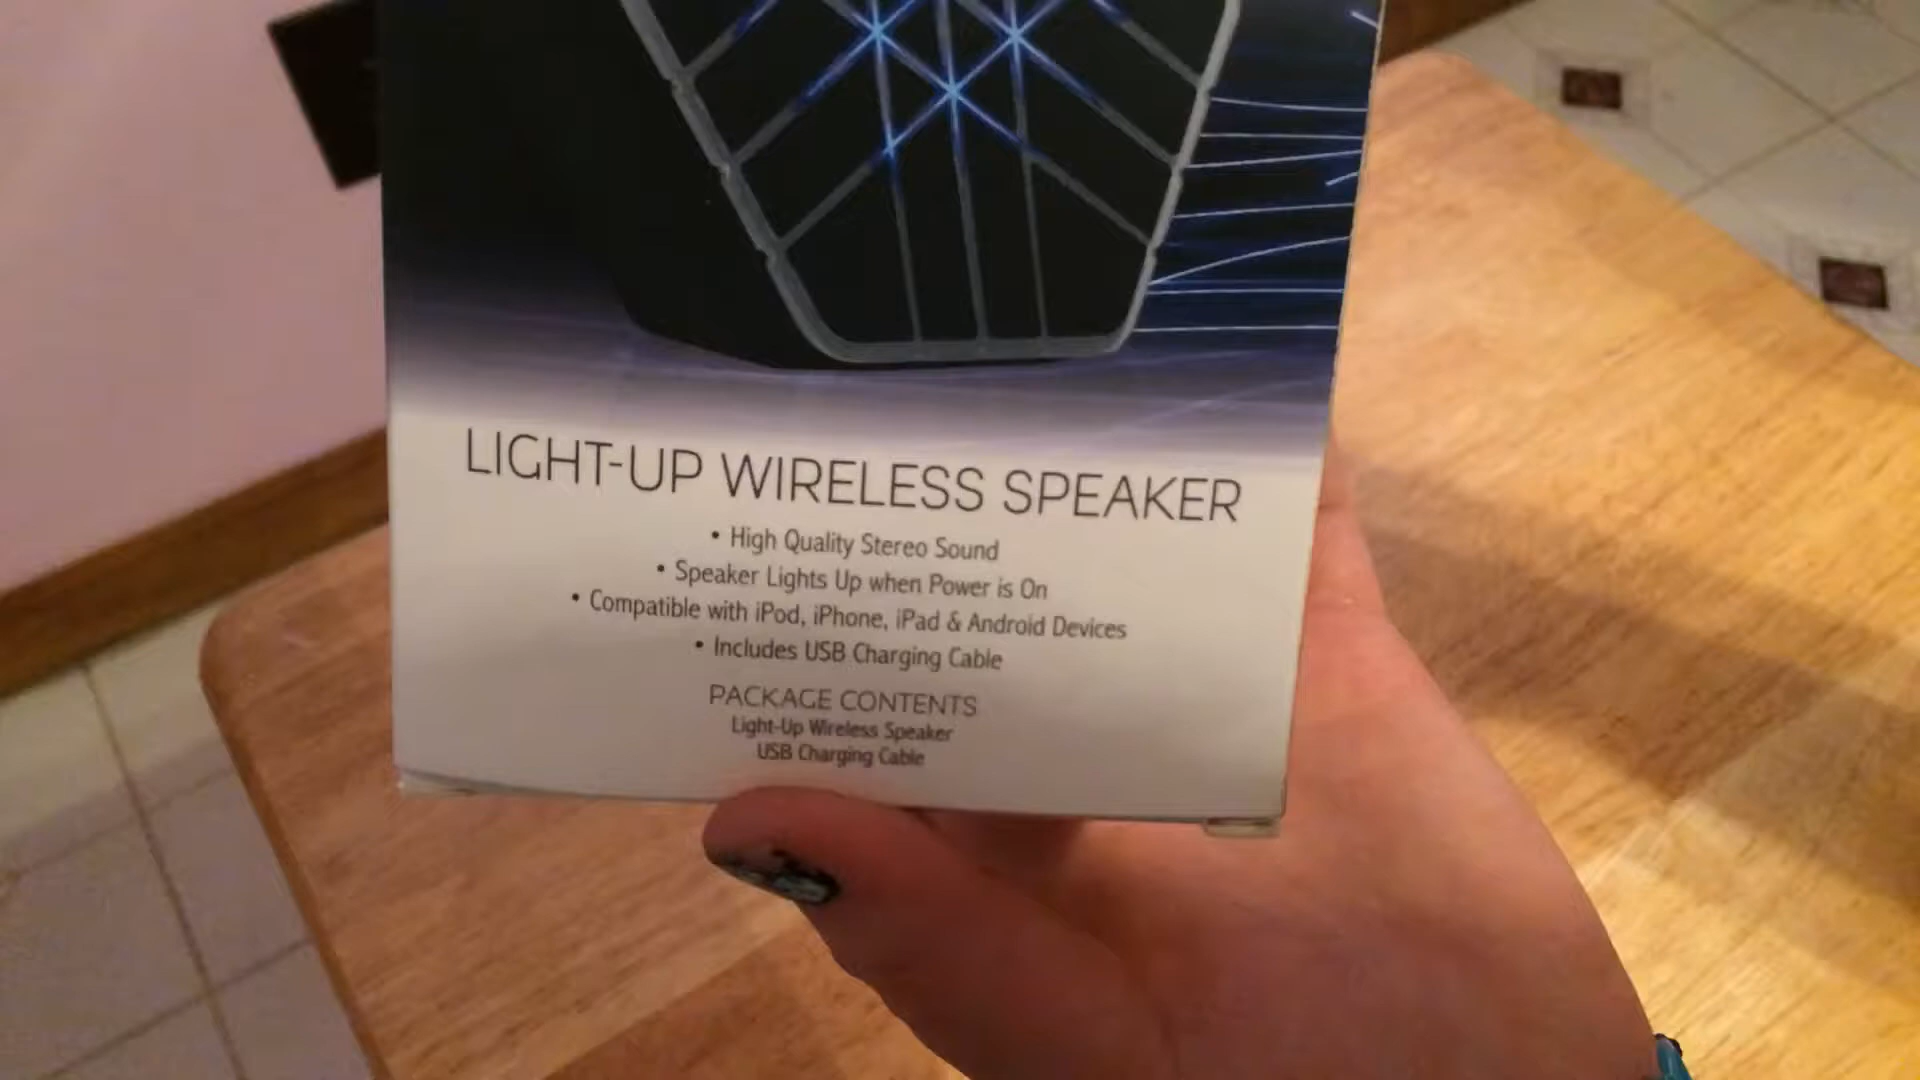 LIGHT-UP WIRELESS SPEAKER
• High Quality Stereo Sound
• Speaker Lights Up when Power is On
• Compatible with iPod, iPhone, iPad & Android Devices
• Includes USB Charging Cable
PACKAGE CONTENTS
Light-Up Wireless Speaker
USB Charging Cable